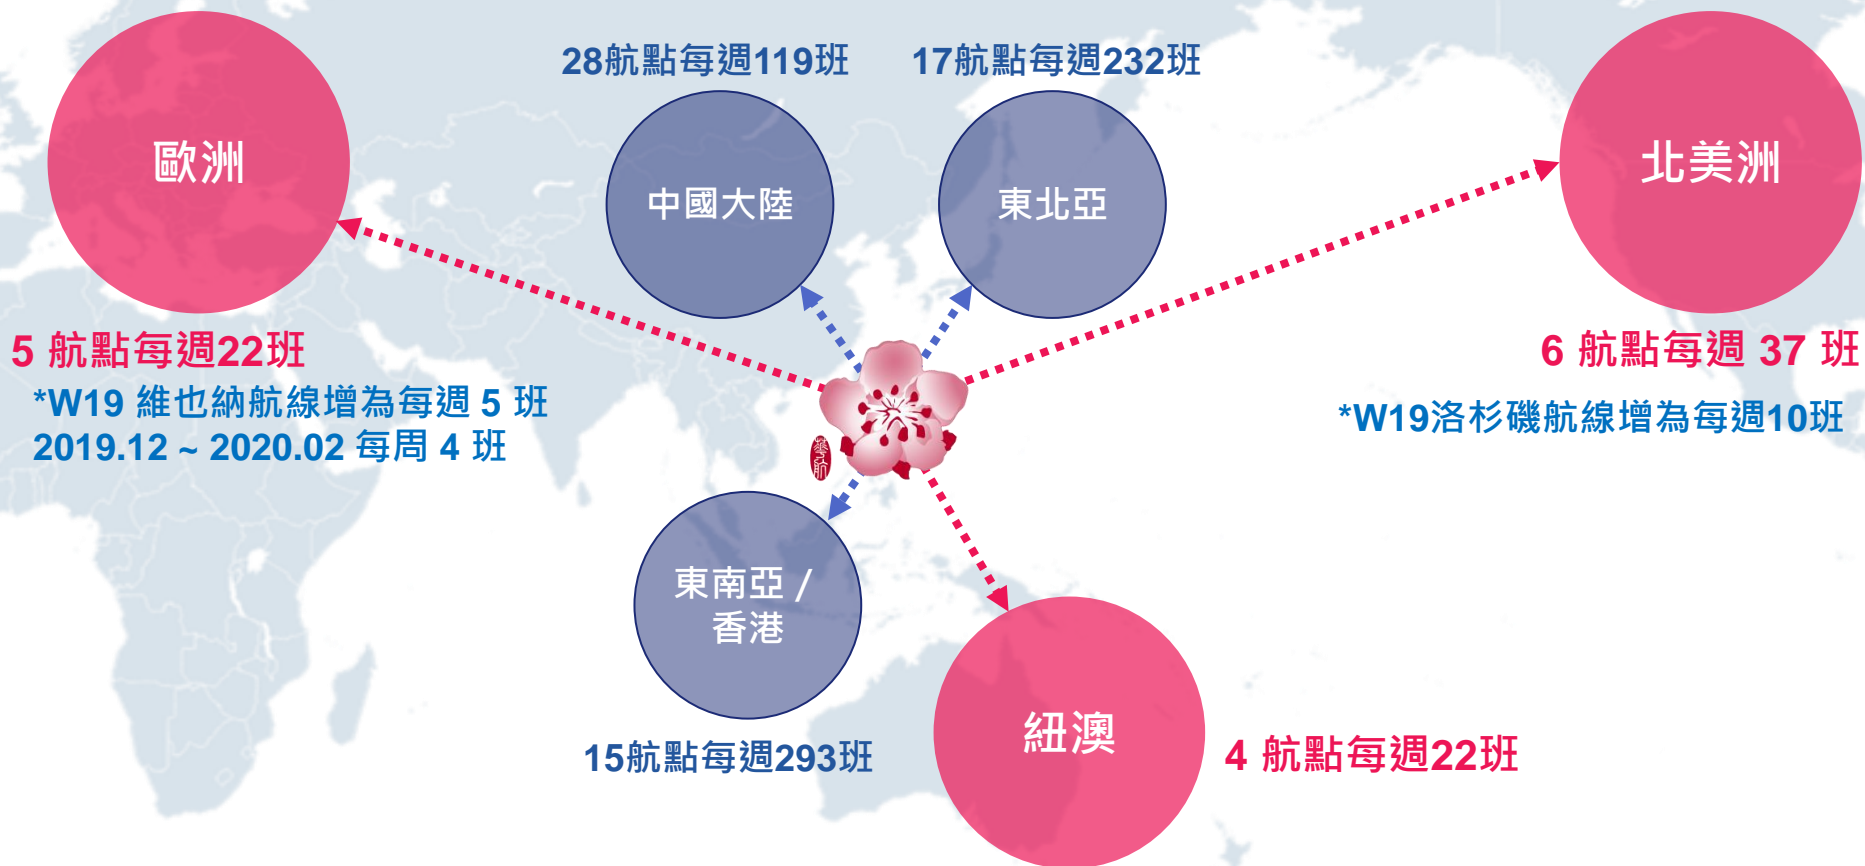 28航點每週119班
17航點每週232班
歐洲
中國大陸
東北亞
北美洲
5 航點每週22班
*W19 維也納航線增為每週 5 班
2019.12 ~ 2020.02 每周 4 班
6 航點每週 37 班
*W19洛杉磯航線增為每週10班
華航
東南亞 /
香港
15航點每週293班
紐澳
4 航點每週22班